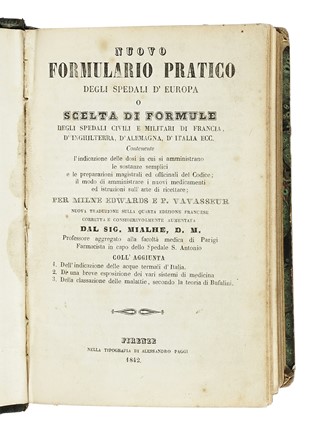 NUOVO
FORMULARIO PRATICO
DEGLI SPEDALI D' EUROPA
O
SCELTA DI FORMULE
DEGLI SPEDALI CIVILI E MILITARI DI FRANCIA,
D'INGHILTERRA, D'ALEMAGNA, D'ITALIA ECC.
Contenente
l'indicazione delle dosi in cui si amministrano
le sostanze semplici
e le preparazioni magistrali ed officinali del Codice;
il modo di amministrare i nuovi medicamenti
ed istruzioni sull'arte di ricettare;
PER MILNE EDWARDS E P. VAVASSEUR
NUOVA TRADUZIONE SULLA QUARTA EDIZIONE FRANCESE
CORRETTA E CONSIDEREVOLMENTE AUMENTATA
DAL SIG. MIALHE, D. M.
Professore aggregato alla facoltà medica di Parigi
Farmacista in capo dello Spedale S. Antonio
COLL' AGGIUNTA
1. Dell'indicazione delle acque termali d'Italia.
2. Di una breve esposizione dei vari sistemi di medicina
3. Della classazione delle malattie, secondo la teoria di Bufalini.
FIRENZE
NELLA TIPOGRAFIA DI ALESSANDRO PAGGI
1842.